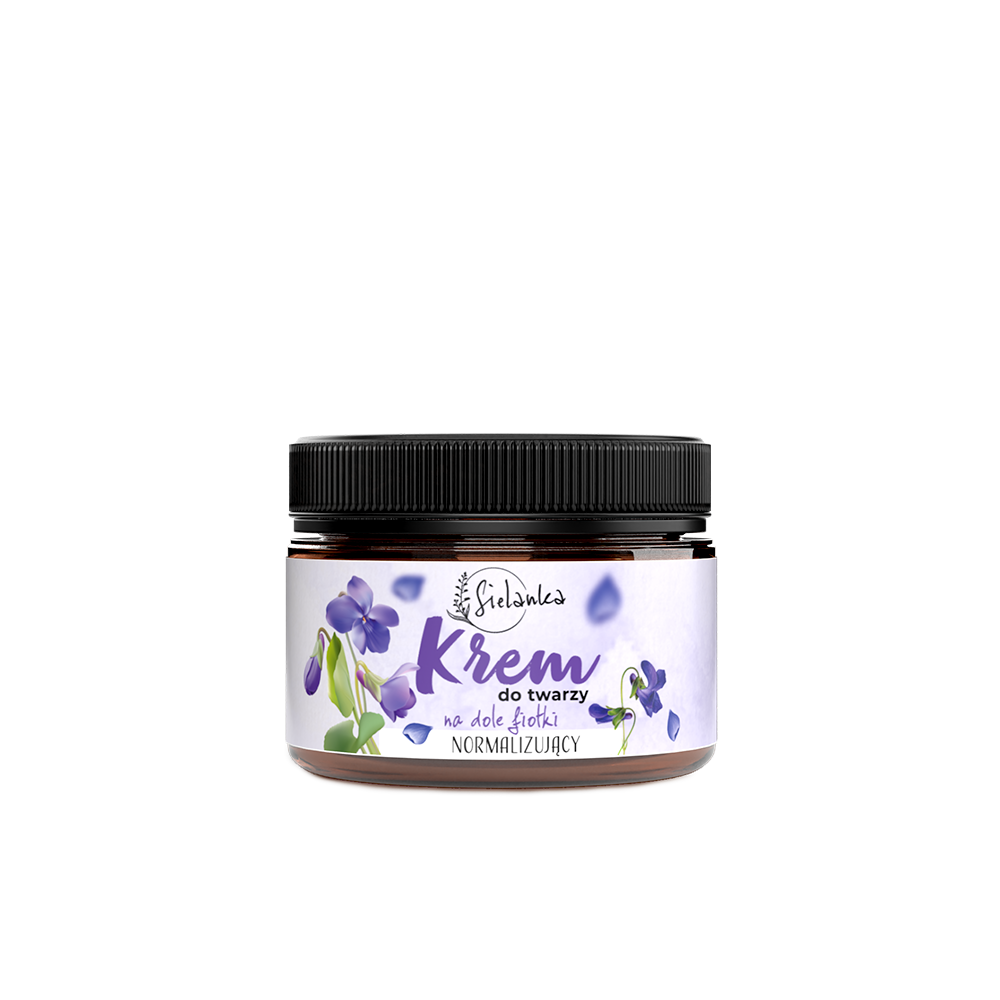 Sielanka
Krem
do twarzy
na dole fiołki
NORMALIZUJĄCY